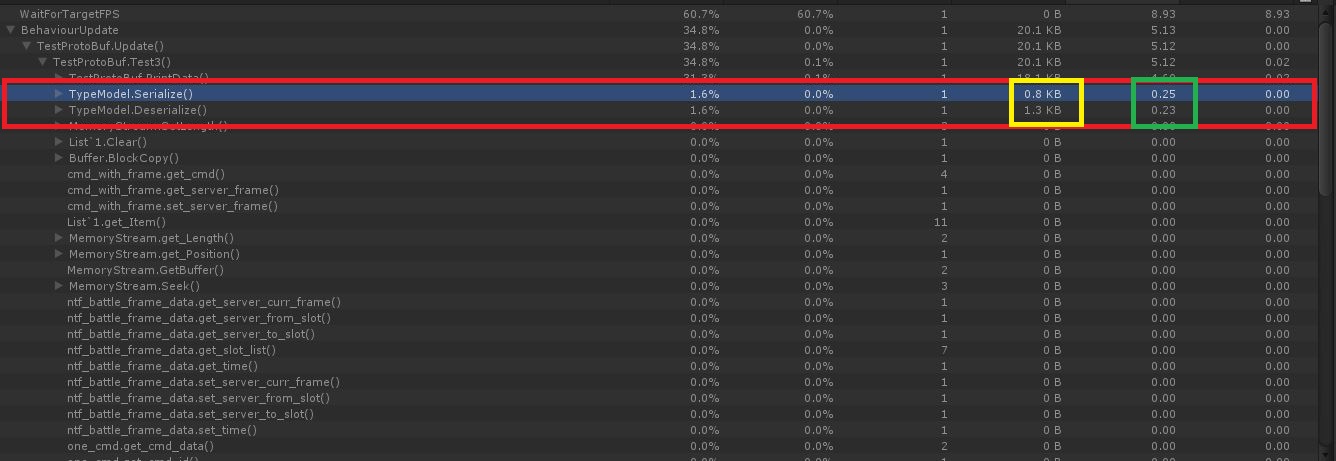 WaitForTargetFPS 60.7% 60.7% 1 0 B 8.93 8.93
BehaviourUpdate 34.8% 0.0% 1 20.1 KB 5.13 0.00
TestProtoBuf.Update() 34.8% 0.0% 1 20.1 KB 5.12 0.00
TestProtoBuf.Test3() 34.8% 0.1% 1 20.1 KB 5.12 0.02
TestProtoBuf.PrintData() 31.3% 0.1% 1 18.1 KB 0.02
TypeModel.Serialize() 1.6% 0.0% 1 0.8 KB 0.25 0.00
TypeModel.Deserialize() 1.6% 0.0% 1 1.3 KB 0.23 0.00
0.0% 0.0% 0 B 0.00 0.00
List`1.Clear() 0.0% 0.0% 1 0 B 0.00 0.00
Buffer.BlockCopy() 0.0% 0.0% 1 0 B 0.00 0.00
cmd_with_frame.get_cmd() 0.0% 0.0% 4 0 B 0.00 0.00
cmd_with_frame.get_server_frame() 0.0% 0.0% 1 0 B 0.00 0.00
cmd_with_frame.set_server_frame() 0.0% 0.0% 1 0 B 0.00 0.00
List`1.get_Item() 0.0% 0.0% 11 0 B 0.00 0.00
MemoryStream.get_Length() 0.0% 0.0% 2 0 B 0.00 0.00
MemoryStream.get_Position() 0.0% 0.0% 1 0 B 0.00 0.00
MemoryStream.GetBuffer() 0.0% 0.0% 2 0 B 0.00 0.00
MemoryStream.Seek() 0.0% 0.0% 3 0 B 0.00 0.00
ntf_battle_frame_data.get_server_curr_frame() 0.0% 0.0% 1 0 B 0.00 0.00
ntf_battle_frame_data.get_server_from_slot() 0.0% 0.0% 1 0 B 0.00 0.00
ntf_battle_frame_data.get_server_to_slot() 0.0% 0.0% 1 0 B 0.00 0.00
ntf_battle_frame_data.get_slot_list() 0.0% 0.0% 7 0 B 0.00 0.00
ntf_battle_frame_data.get_time() 0.0% 0.0% 1 0 B 0.00 0.00
ntf_battle_frame_data.set_server_curr_frame() 0.0% 0.0% 1 0 B 0.00 0.00
ntf_battle_frame_data.set_server_from_slot() 0.0% 0.0% 1 0 B 0.00 0.00
ntf_battle_frame_data.set_server_to_slot() 0.0% 0.0% 1 0 B 0.00 0.00
ntf_battle_frame_data.set_time() 0.0% 0.0% 1 0 B 0.00 0.00
one_cmd.get_cmd_data() 0.0% 0.0% 2 0 B 0.00 0.00